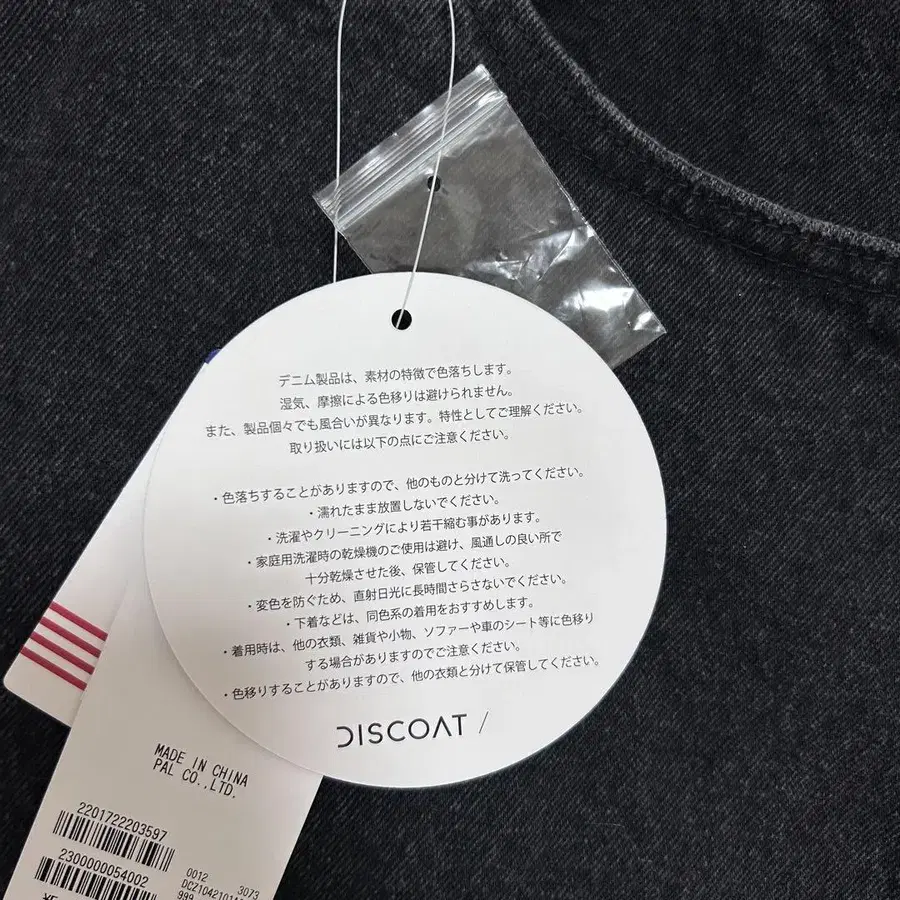 デニム製品は、素材の特徴で色落ちします。
湿気、摩擦による色移りは避けられません。
また、製品個々でも風合いが異なります。特性としてご理解ください。
取り扱いには以下の点にご注意ください。
・色落ちすることがありますので、他のものと分けて洗ってください。
・濡れたまま放置しないでください。
・洗濯やクリーニングにより若干縮む事があります。
・家庭用洗濯時の乾燥機のご使用は避け、風通しの良い所で
十分乾燥させた後、保管してください。
・変色を防ぐため、直射日光に長時間さらさないでください。
・下着などは、同色系の着用をおすすめします。
・着用時は、他の衣類、雑貨や小物、ソファーや車のシート等に色移り
する場合がありますのでご注意ください。
・色移りすることがありますので、他の衣類と分けて保管してください。
DISCOAT /
MADE IN CHINA
PAL CO.,LTD.
2201722203597
2300000054002
0012 3073